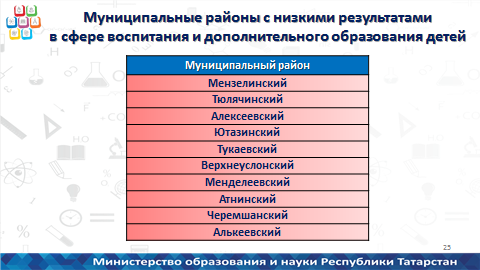 Муниципальные районы с низкими результатами
в сфере воспитания и дополнительного образования детей
Муниципальный район
Мензелинский
Тюлячинский
Алексеевский
Ютазинский
Тукаевский
Верхнеуслонский
Менделеевский
Атнинский
Черемшанский
Алькеевский
25
Министерство образования и науки Республики Татарстан